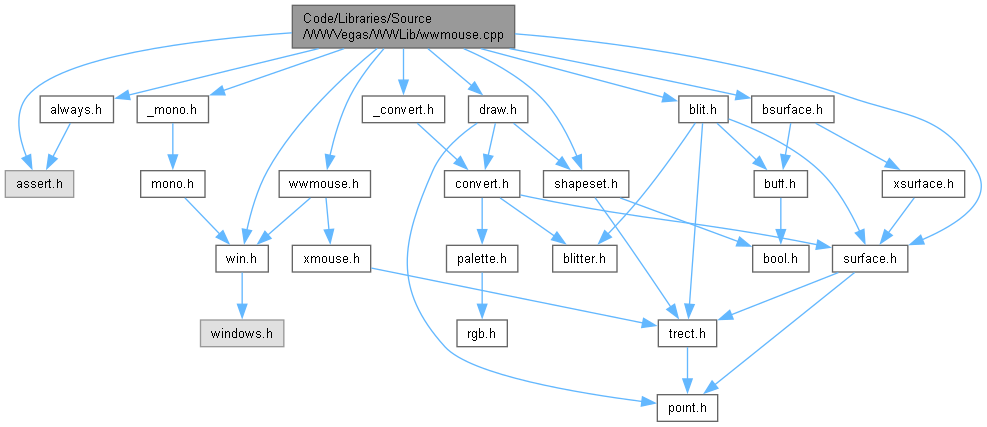 Code/Libraries/Source
/WWVegas/WWLib/wwmouse.cpp
always.h
_mono.h
_convert.h
draw.h
blit.h
bsurface.h
assert.h
mono.h
wwmouse.h
convert.h
shapeset.h
buff.h
xsurface.h
win.h
xmouse.h
palette.h
blitter.h
bool.h
surface.h
windows.h
rgb.h
trect.h
point.h